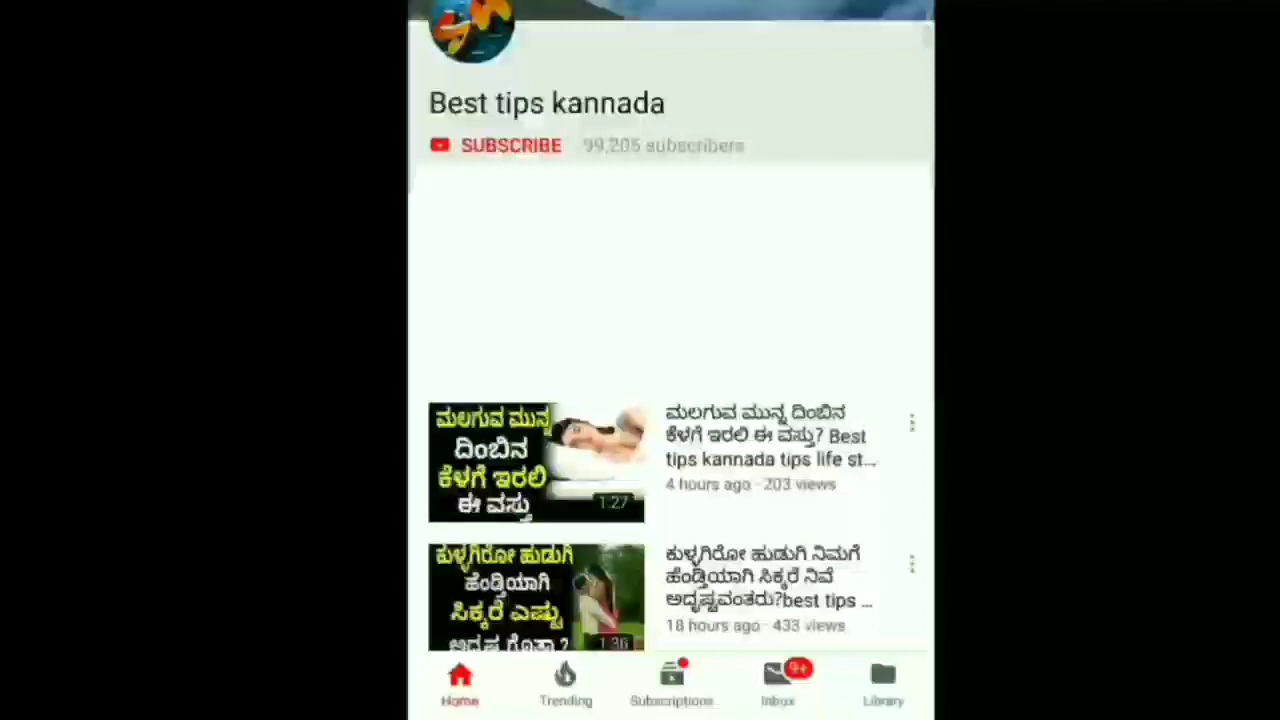 Best tips kannada
SUBSCRIBE 99,205 subscribers
ಮಲಗುವ ಮುನ್ನ
ದಿಂಬಿನ
ಕೆಳಗೆ ಇರಲಿ
ಈ ವಸ್ತು
1:27
ಮಲಗುವ ಮುನ್ನ ದಿಂಬಿನ
ಕೆಳಗೆ ಇರಲಿ ಈ ವಸ್ತು? Best
tips kannada tips life st...
4 hours ago · 203 views
ಕುಳ್ಳಗಿರೋ ಹುಡುಗಿ
ಹೆಂಡ್ತಿಯಾಗಿ
ಸಿಕ್ಕರೆ ಎಷ್ಟು
ಅದೃಷ್ಟ ಗೊತ್ತಾ?
1:36
ಕುಳ್ಳಗಿರೋ ಹುಡುಗಿ ನಿಮಗೆ
ಹೆಂಡ್ತಿಯಾಗಿ ಸಿಕ್ಕರೆ ನಿವೆ
ಅದೃಷ್ಟವಂತರು?best tips ...
18 hours ago · 433 views
9+
Home Trending Subscriptions Inbox Library